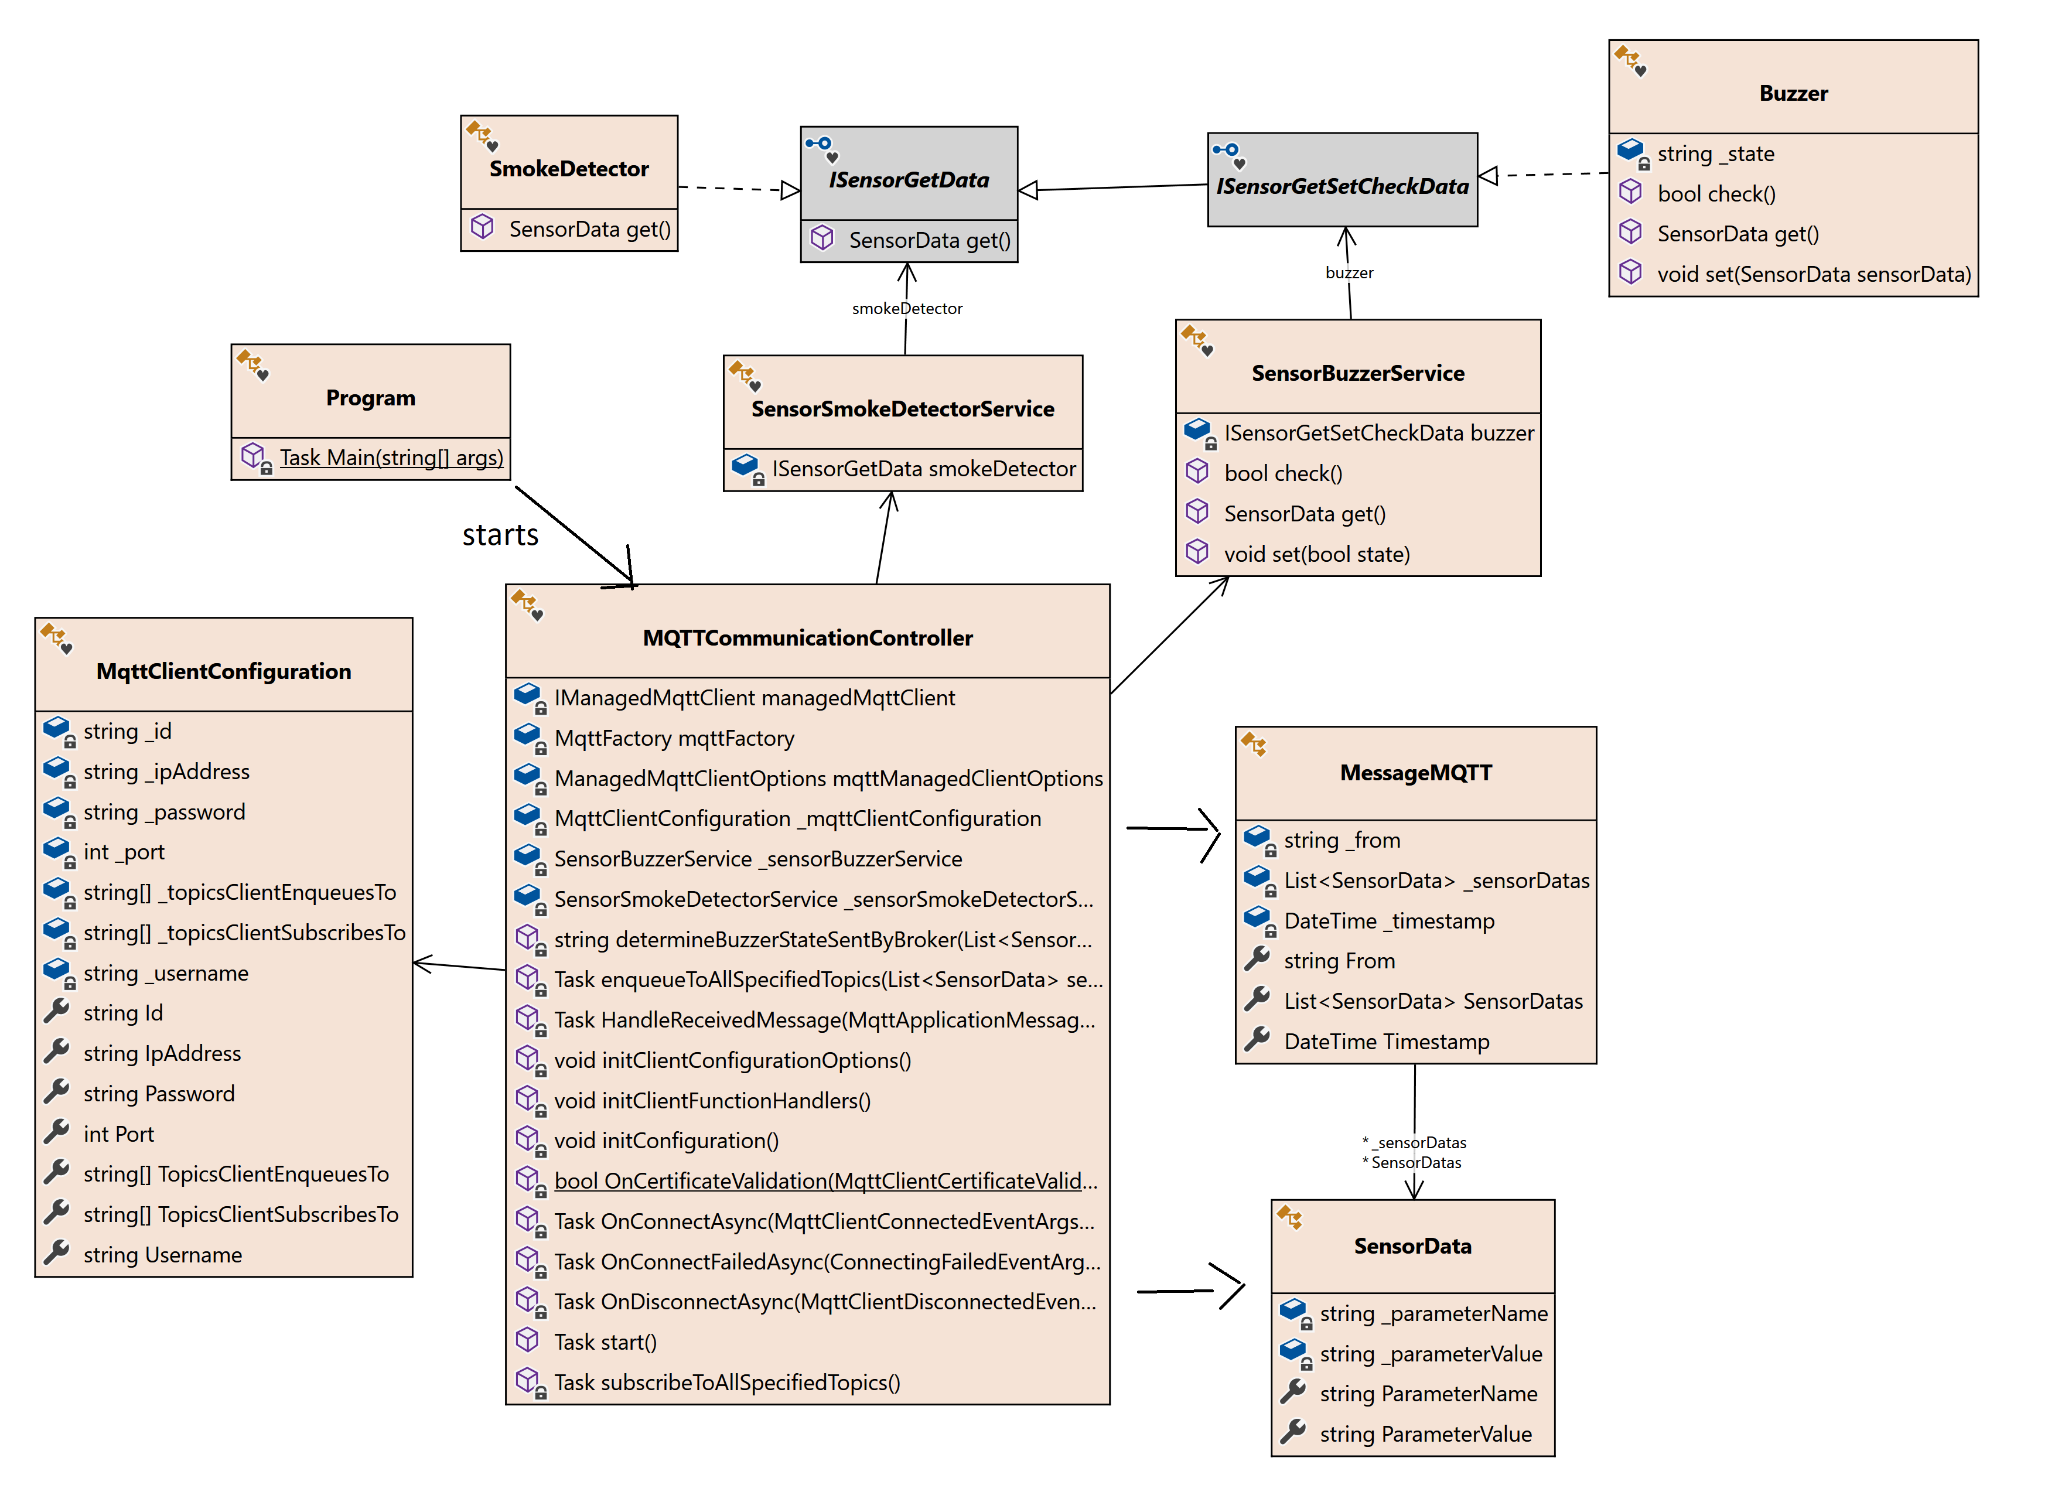 Buzzer
string _state
bool check()
SensorData get()
void set(SensorData sensorData)
SmokeDetector
SensorData get()
ISensorGetData
SensorData get()
ISensorGetSetCheckData
buzzer
smokeDetector
Program
Task Main(string[] args)
starts
SensorSmokeDetectorService
ISensorGetData smokeDetector
SensorBuzzerService
ISensorGetSetCheckData buzzer
bool check()
SensorData get()
void set(bool state)
MqttClientConfiguration
string _id
string _ipAddress
string _password
int _port
string[] _topicsClientEnqueuesTo
string[] _topicsClientSubscribesTo
string _username
string Id
string IpAddress
string Password
int Port
string[] TopicsClientEnqueuesTo
string[] TopicsClientSubscribesTo
string Username
MQTTCommunicationController
IManagedMqttClient managedMqttClient
MqttFactory mqttFactory
ManagedMqttClientOptions mqttManagedClientOptions
MqttClientConfiguration _mqttClientConfiguration
SensorBuzzerService _sensorBuzzerService
SensorSmokeDetectorService _sensorSmokeDetectorS...
string determineBuzzerStateSentByBroker(List<Sensor...
Task enqueueToAllSpecifiedTopics(List<SensorData> se...
Task HandleReceivedMessage(MqttApplicationMessag...
void initClientConfigurationOptions()
void initClientFunctionHandlers()
void initConfiguration()
bool OnCertificateValidation(MqttClientCertificateValid...
Task OnConnectAsync(MqttClientConnectedEventArgs...
Task OnConnectFailedAsync(ConnectingFailedEventArg...
Task OnDisconnectAsync(MqttClientDisconnectedEven...
Task start()
Task subscribeToAllSpecifiedTopics()
MessageMQTT
string _from
List<SensorData> _sensorDatas
DateTime _timestamp
string From
List<SensorData> SensorDatas
DateTime Timestamp
* _sensorDatas
* SensorDatas
SensorData
string _parameterName
string _parameterValue
string ParameterName
string ParameterValue